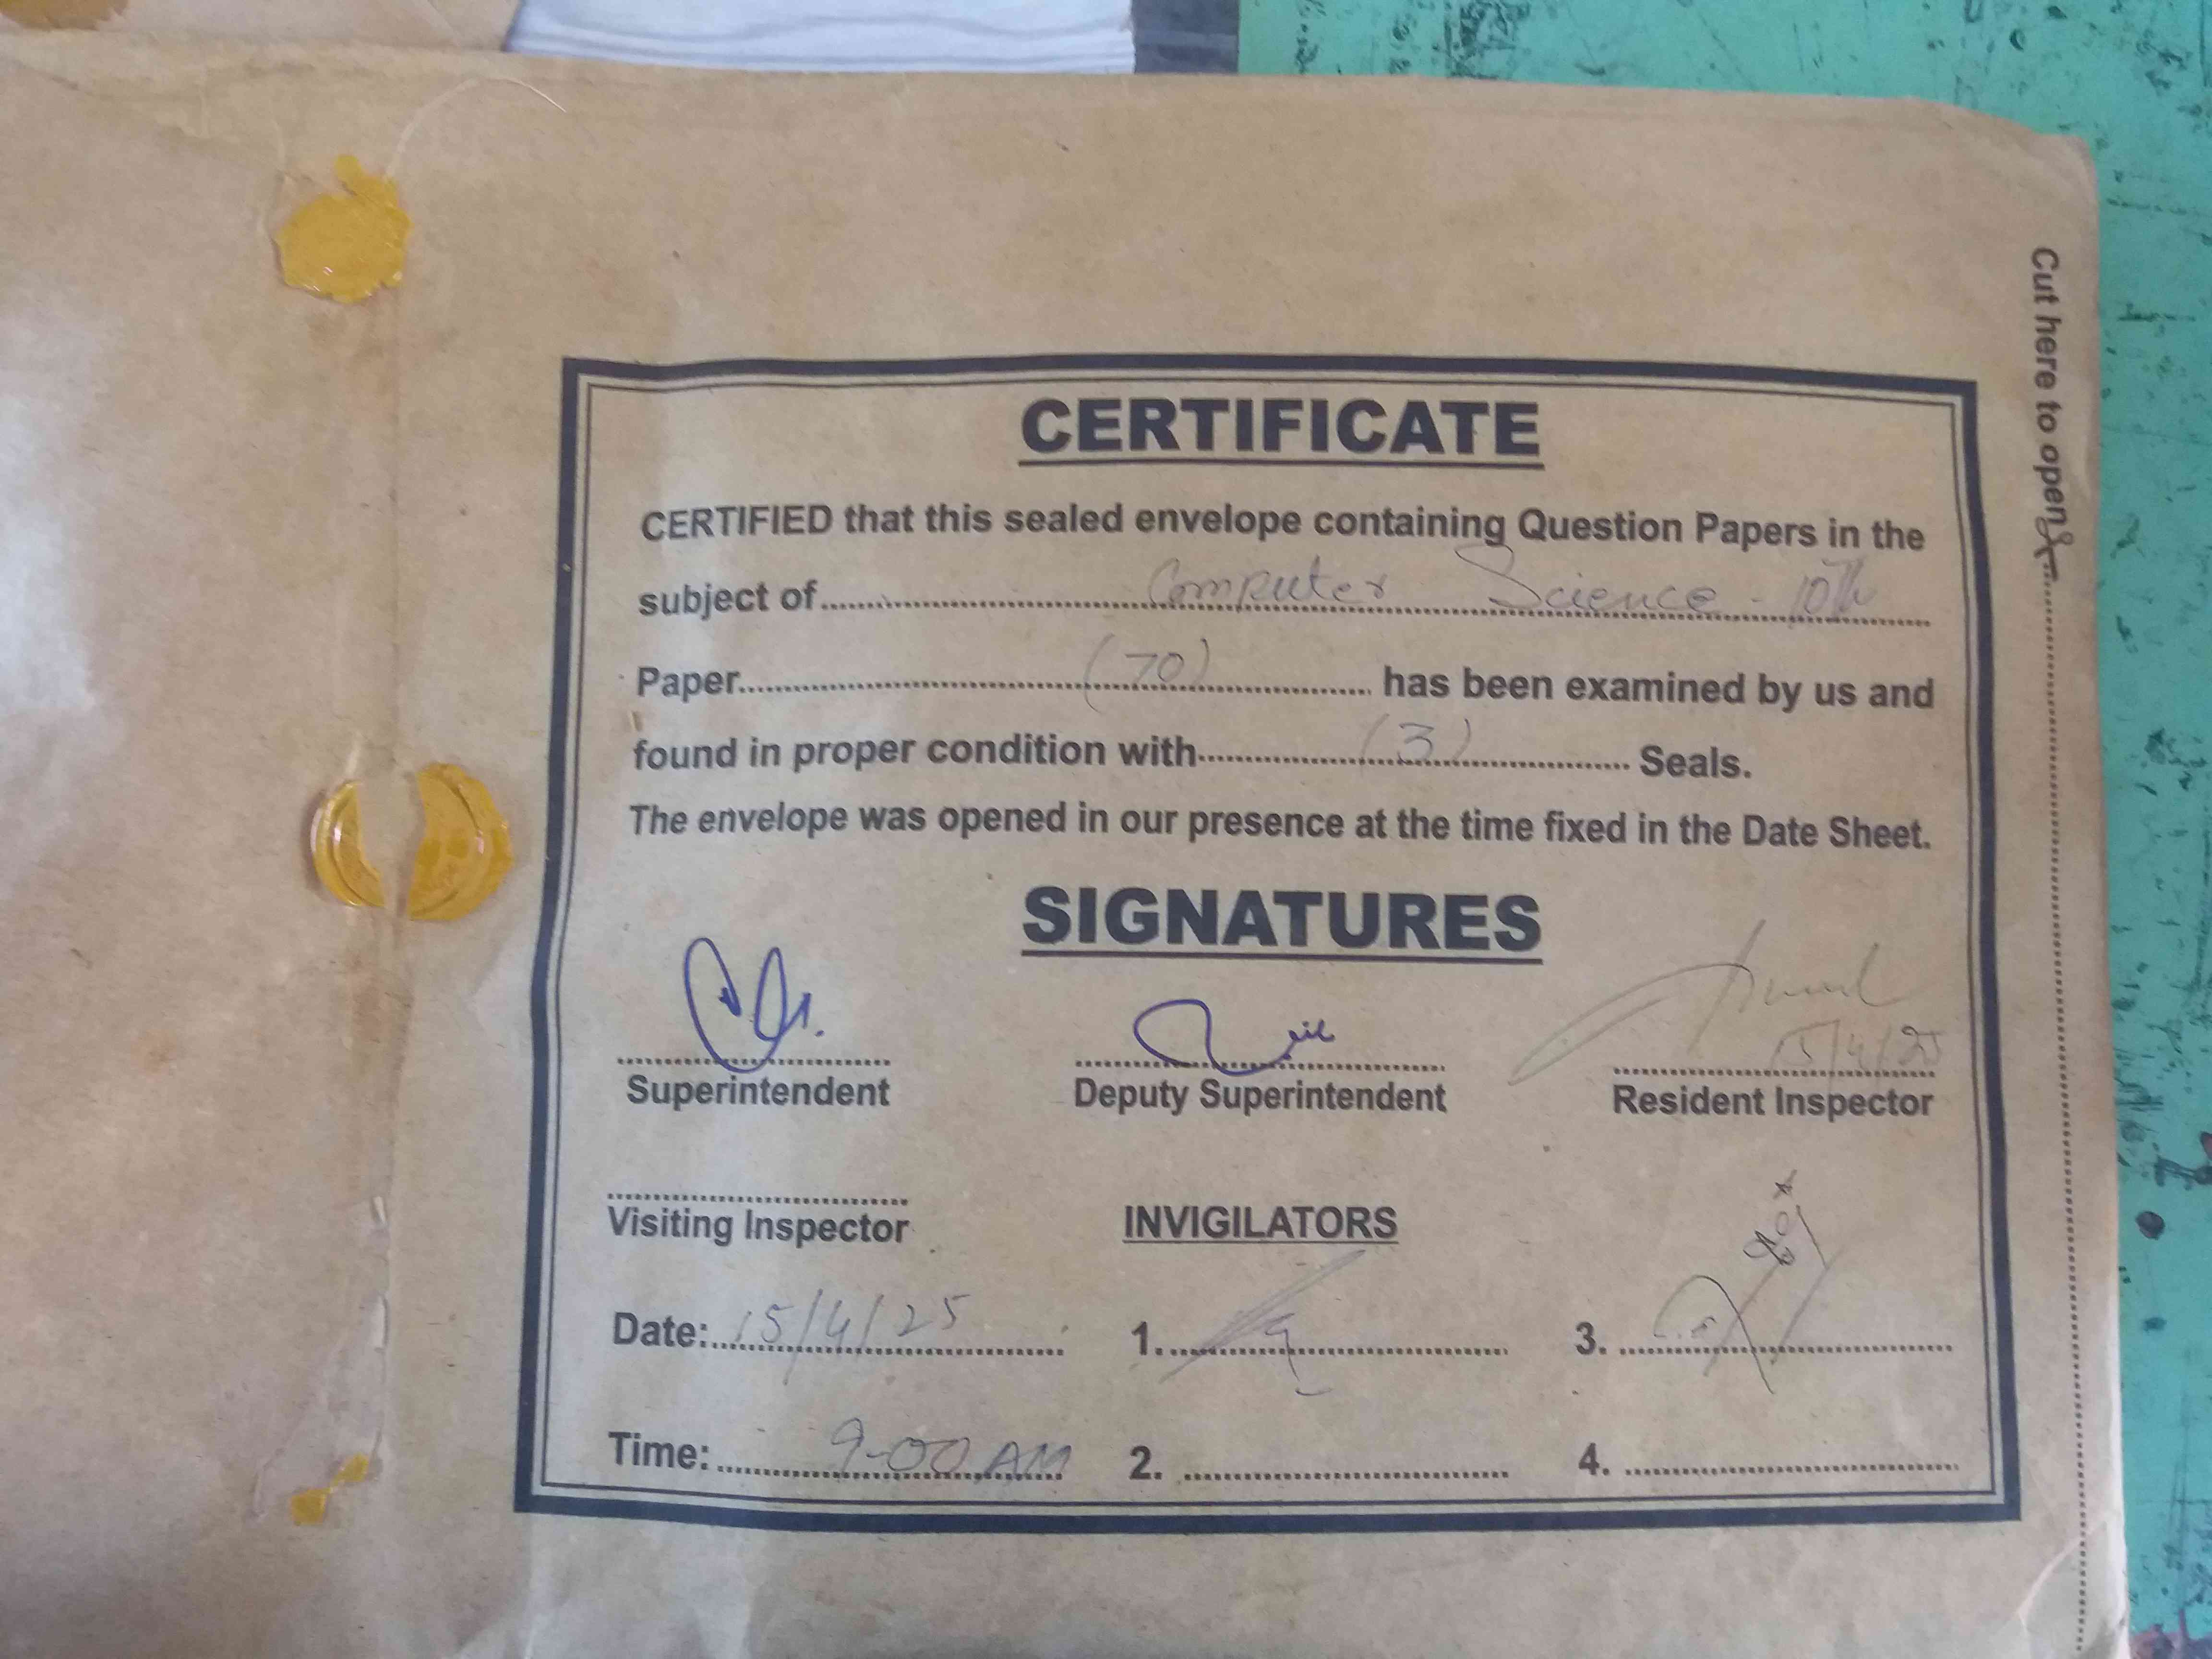 Cut here to open
CERTIFICATE
CERTIFIED that this sealed envelope containing Question Papers in the
subject of Computer Science - 10th
Paper (70) has been examined by us and
found in proper condition with (3) Seals.
The envelope was opened in our presence at the time fixed in the Date Sheet.
SIGNATURES
15/4/25
Superintendent Deputy Superintendent Resident Inspector
Visiting Inspector INVIGILATORS
Date: 15/4/25 1. 3.
Time: 9-00 AM 2. 4.